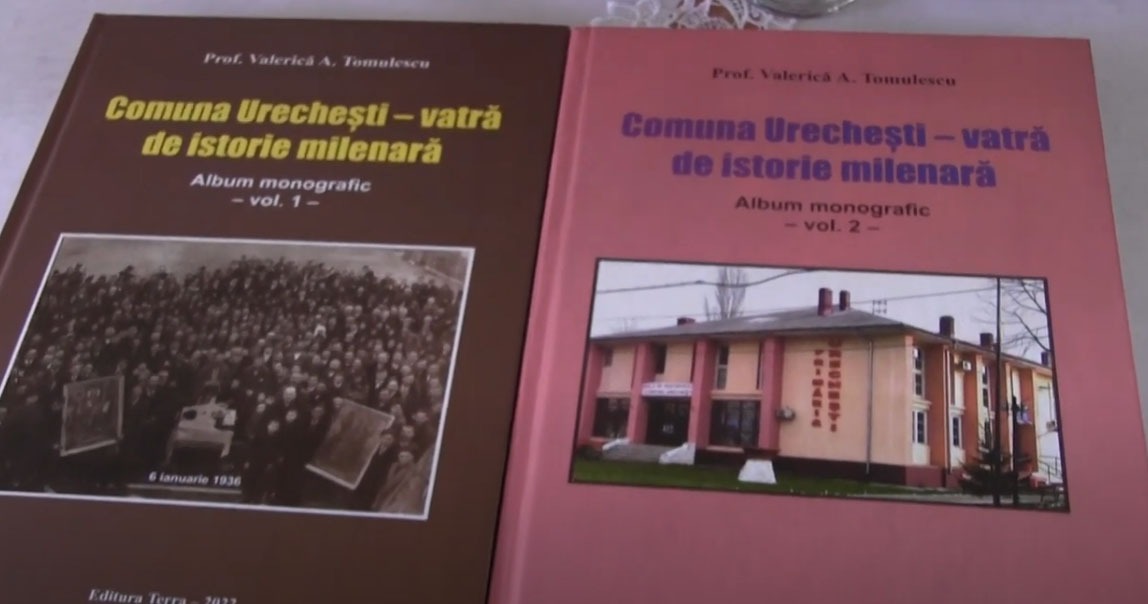 Prof. Valerică A. Tomulescu
Comuna Urechești – vatră
de istorie milenară
Album monografic
– vol. 1 –
6 ianuarie 1936
Editura Terra –
Prof. Valerică A. Tomulescu
Comuna Urechești – vatră
de istorie milenară
Album monografic
– vol. 2 –
PRIMĂRIA
URECHEȘTI